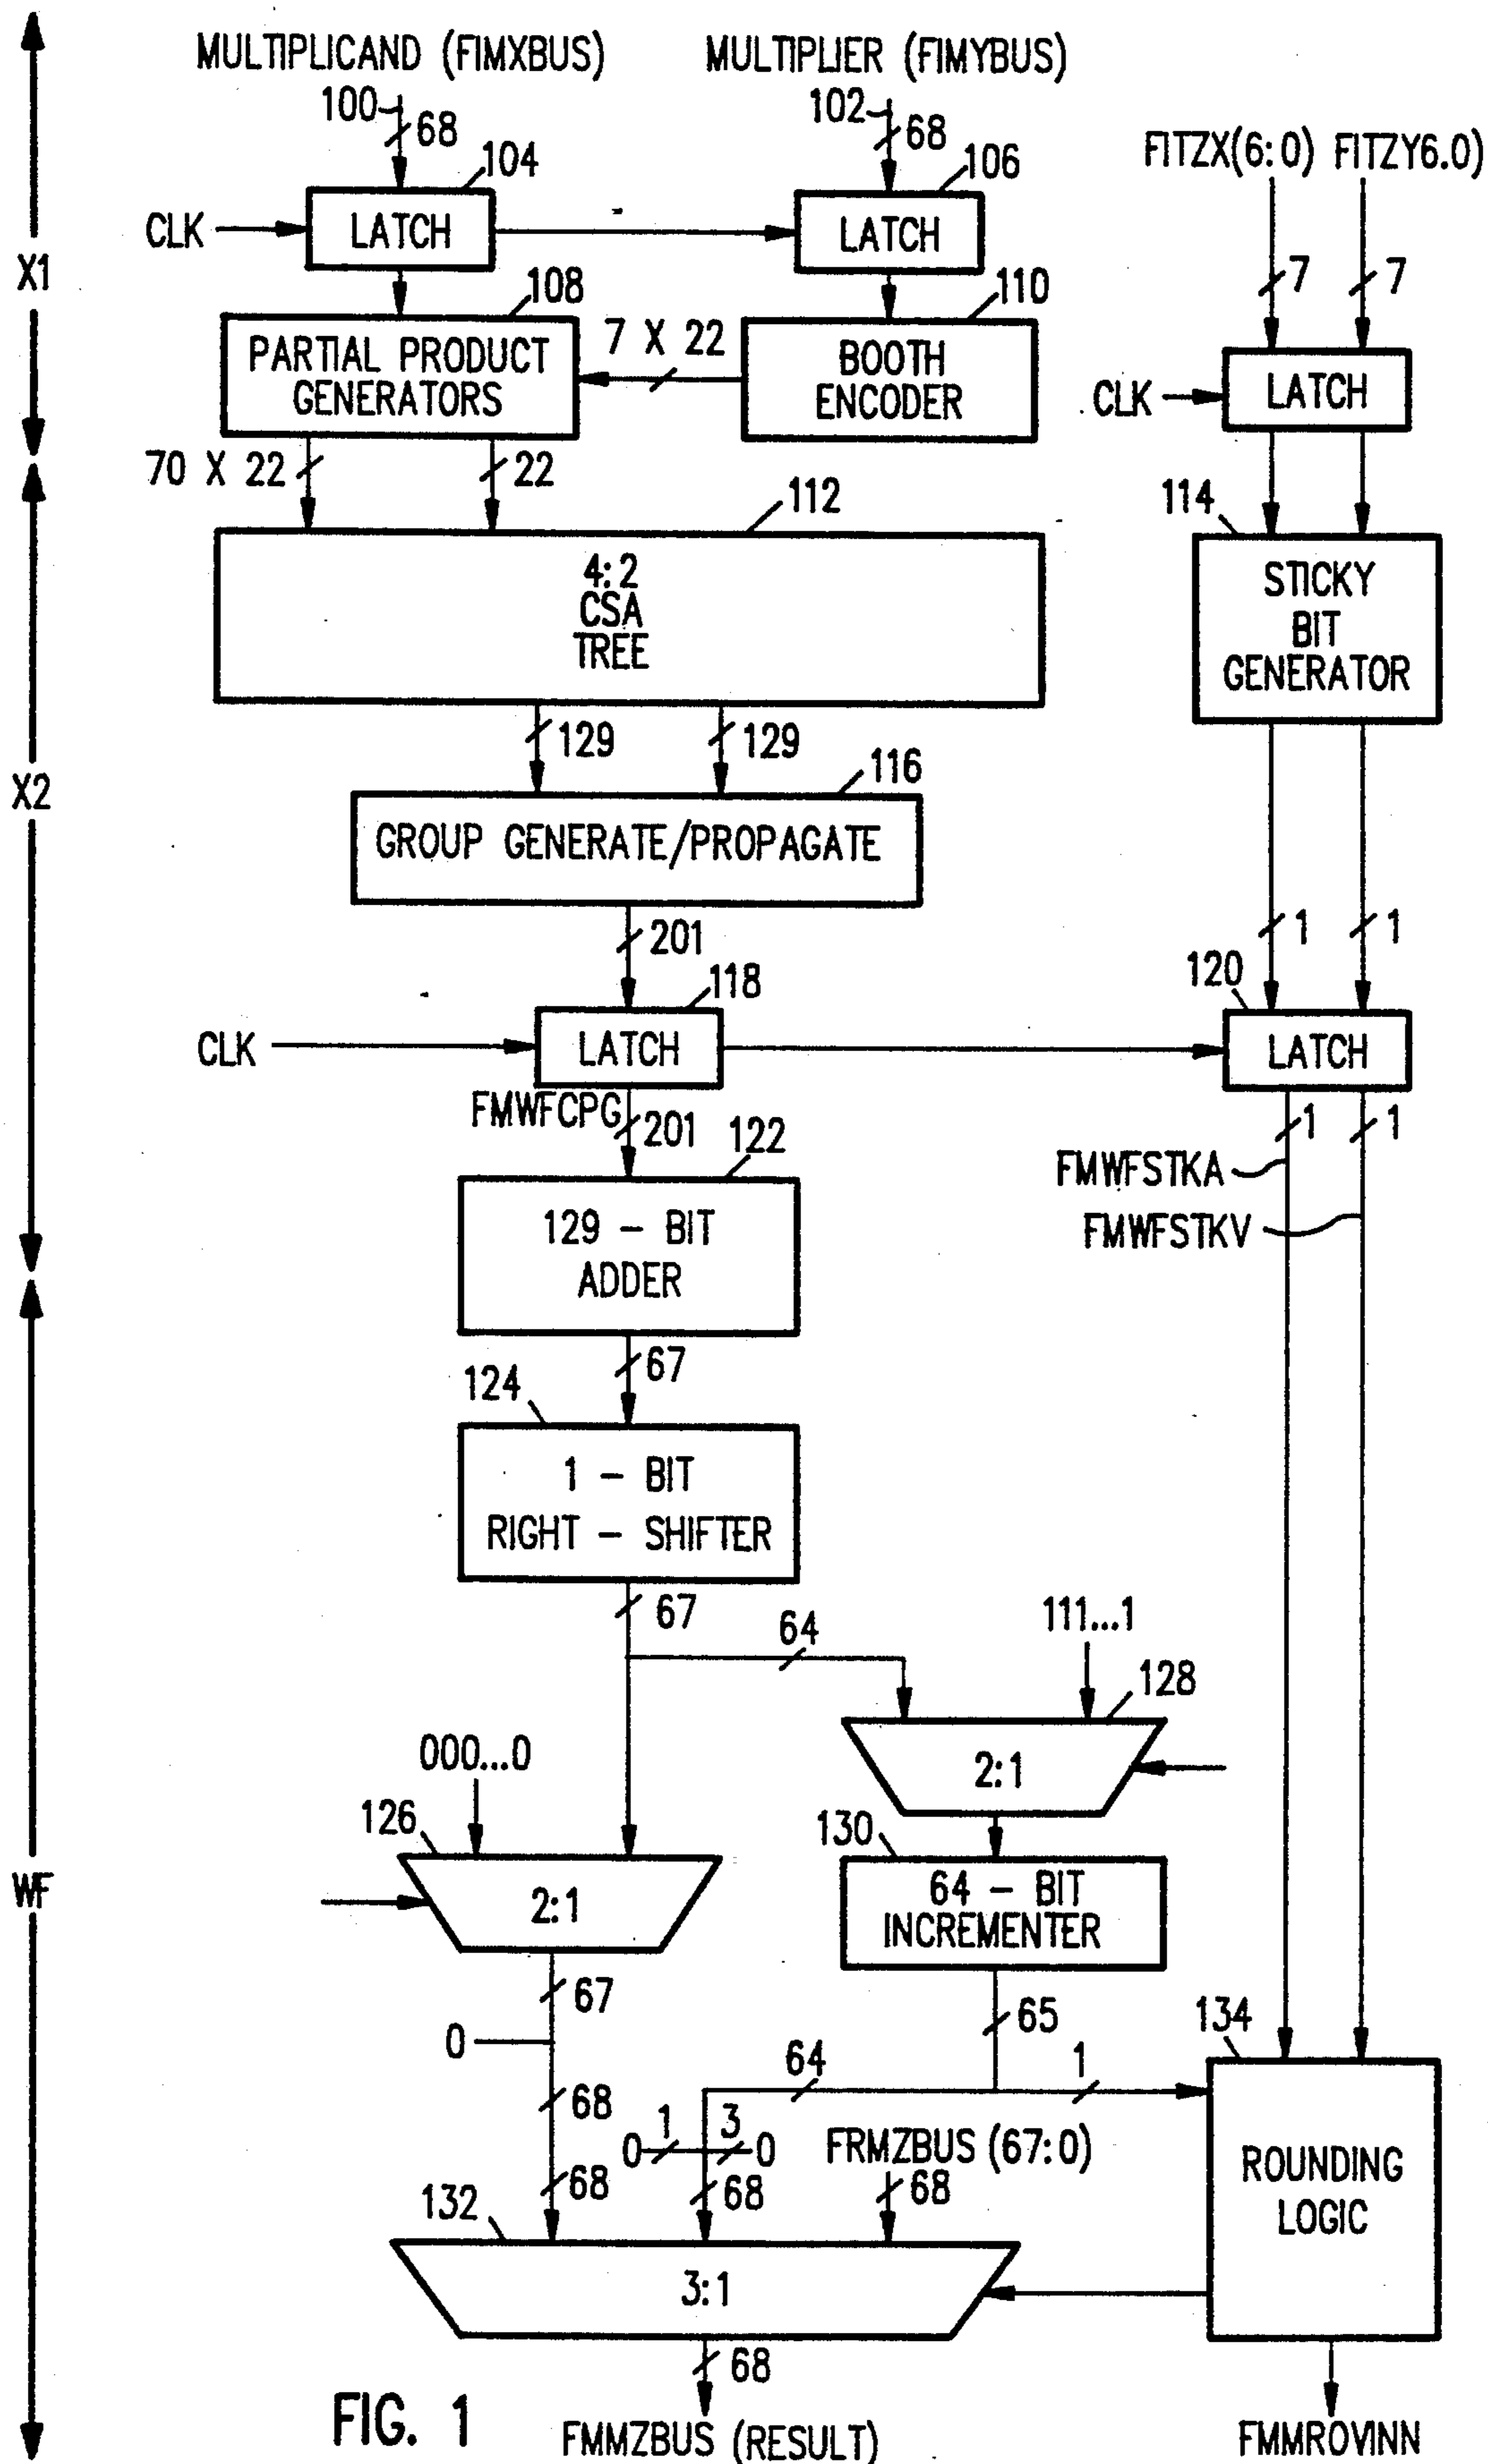 MULTIPLICAND (FIMXBUS)
MULTIPLIER (FIMYBUS)
100
68
102
68
FITZX(6:0) FITZY6.0)
104
106
CLK
LATCH
LATCH
X1
7
7
108
110
PARTIAL PRODUCT
GENERATORS
7 X 22
BOOTH
ENCODER
CLK
LATCH
70 X 22
22
112
114
4:2
CSA
TREE
STICKY
BIT
GENERATOR
129
129
X2
116
GROUP GENERATE/PROPAGATE
201
1
1
118
120
CLK
LATCH
LATCH
FMWFCPG
201
1
1
122
FMWFSTKA
129 - BIT
ADDER
FMWFSTKV
67
124
1 - BIT
RIGHT - SHIFTER
67
64
111...1
128
000...0
2:1
126
130
WF
2:1
64 - BIT
INCREMENTER
67
65
134
0
64
1
68
1
3
0
0
FRMZBUS (67:0)
ROUNDING
LOGIC
68
68
68
132
3:1
68
FIG. 1
FMMZBUS (RESULT)
FMMROVINN